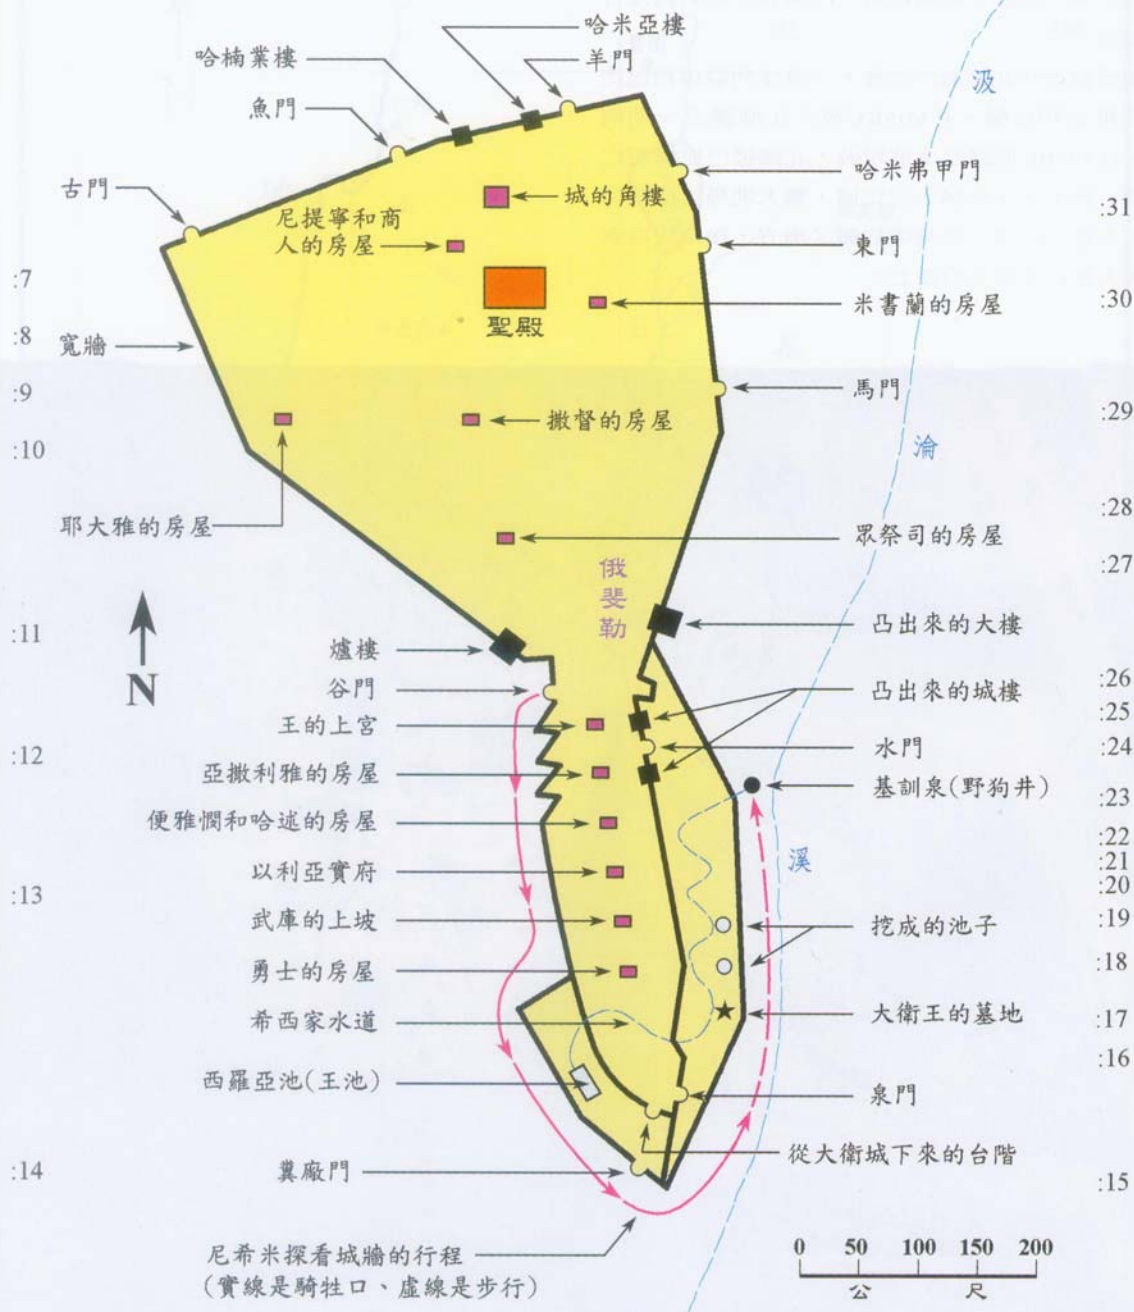 哈米亞樓
哈楠業樓
羊門
魚門
汲
哈米弗甲門
古門
城的角樓
:31
尼提寧和商
人的房屋
東門
:7
:30
米書蘭的房屋
聖殿
:8
寬牆
:9
馬門
:29
:10
撒督的房屋
淪
:28
耶大雅的房屋
眾祭司的房屋
:27
俄斐勒
:11
凸出來的大樓
爐樓
N
谷門
:26
凸出來的城樓
:25
王的上宮
:24
水門
:12
亞撒利雅的房屋
基訓泉(野狗井)
:23
便雅憫和哈述的房屋
:22
溪
:21
以利亞實府
:20
:13
武庫的上坡
挖成的池子
:19
:18
勇士的房屋
希西家水道
大衛王的墓地
:17
:16
西羅亞池(王池)
泉門
從大衛城下來的台階
:14
糞廠門
:15
尼希米探看城牆的行程
(實線是騎牲口、虛線是步行)
0 50 100 150 200
公尺